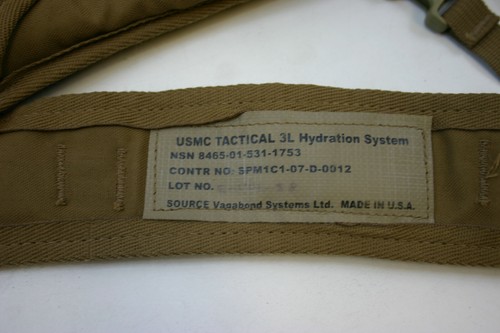 USMC TACTICAL 3L Hydration System
NSN 8465-01-531-1753
CONTR NO: SPM1C1-07-D-0012
LOT NO.
SOURCE Vagabond Systems Ltd. MADE IN U.S.A.